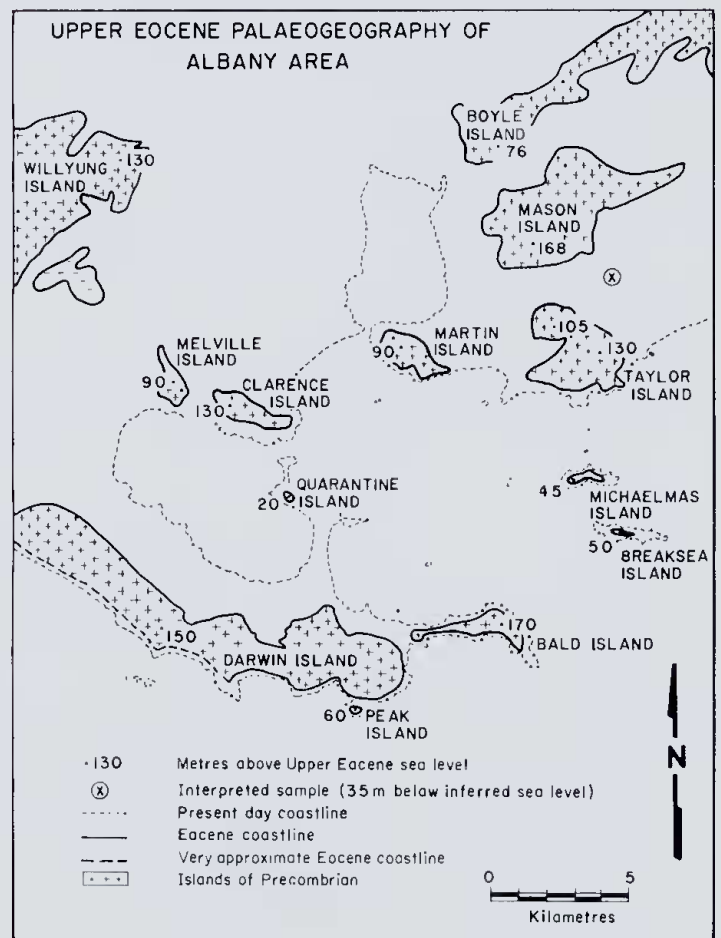 UPPER EOCENE PALAEOGEOGRAPHY OF
ALBANY AREA
BOYLE
ISLAND
76
WILLYUNG
ISLAND
130
MASON
ISLAND
168
MELVILLE
ISLAND
90
CLARENCE
ISLAND
130
MARTIN
ISLAND
90
105
130
TAYLOR
ISLAND
QUARANTINE
ISLAND
20
45
MICHAELMAS
ISLAND
50
BREAKSEA
ISLAND
150
DARWIN ISLAND
170
BALD ISLAND
60
PEAK
ISLAND
N
·130 Metres above Upper Eocene sea level
X Interpreted sample (35m below inferred sea level)
Present day coastline
Eocene coastline
Very approximate Eocene coastline
Islands of Precambrian
0 5
Kilometres